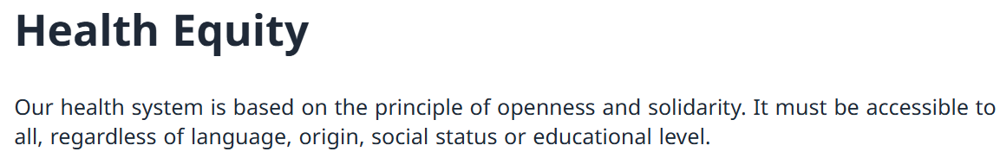 Health Equity
Our health system is based on the principle of openness and solidarity. It must be accessible to
all, regardless of language, origin, social status or educational level.